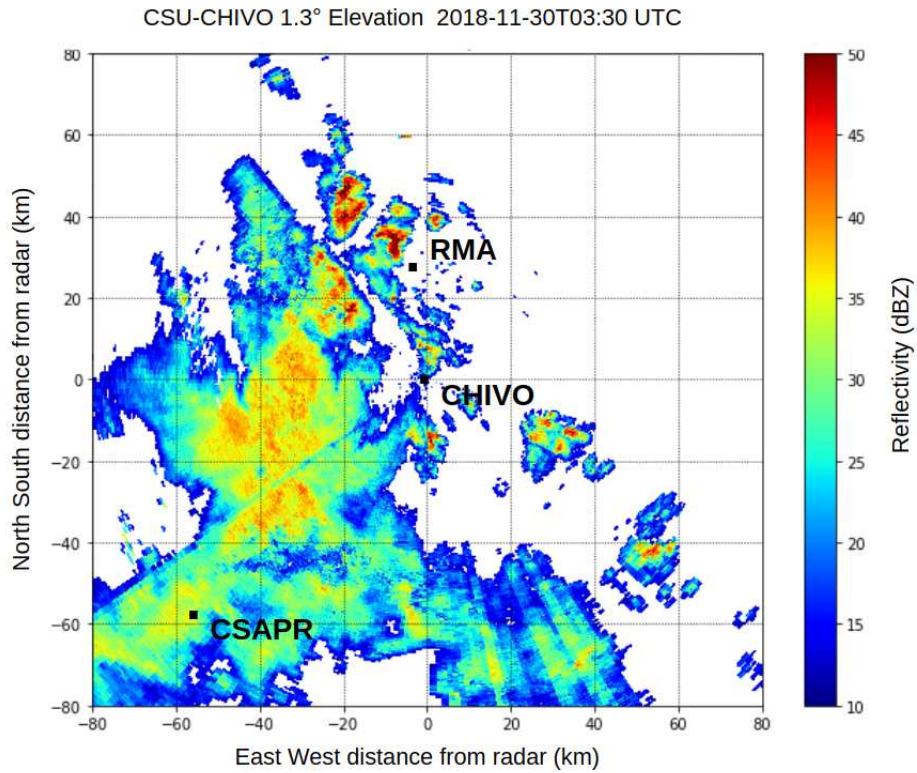 CSU-CHIVO 1.3° Elevation 2018-11-30T03:30 UTC
80
60
40
20
0
−20
−40
−60
−80
North South distance from radar (km)
RMA
CHIVO
CSAPR
−80 −60 −40 −20 0 20 40 60 80
East West distance from radar (km)
50
45
40
35
30
25
20
15
10
Reflectivity (dBZ)